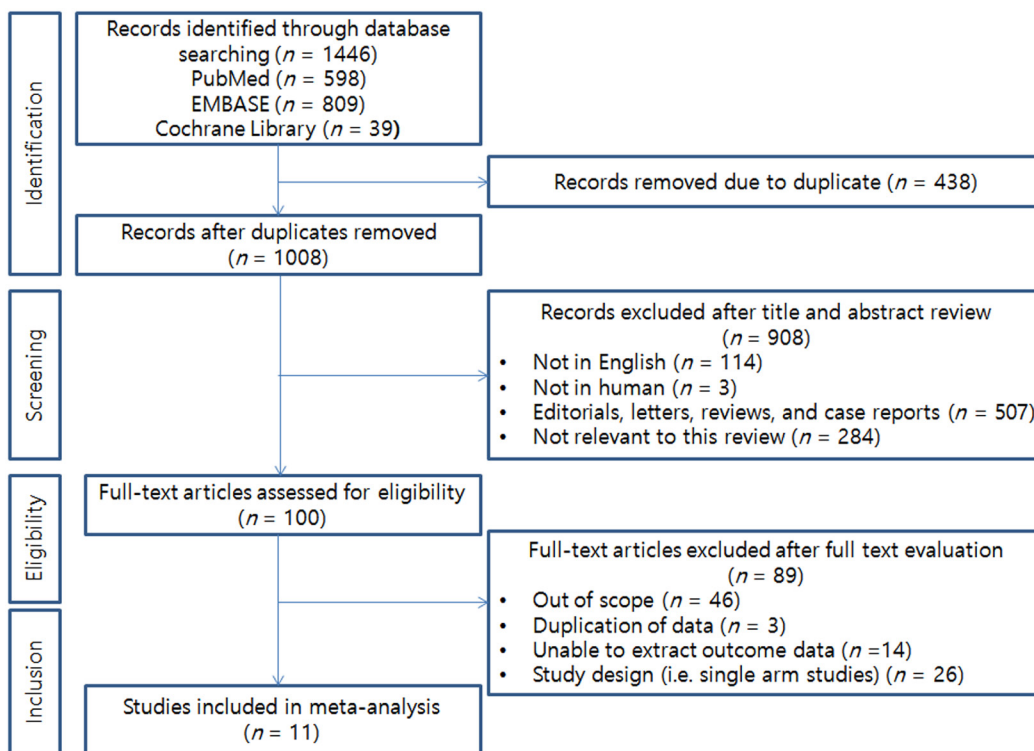 Identification
Records identified through database
searching (n = 1446)
PubMed (n = 598)
EMBASE (n = 809)
Cochrane Library (n = 39)
Records removed due to duplicate (n = 438)
Records after duplicates removed
(n = 1008)
Screening
Records excluded after title and abstract review
(n = 908)
• Not in English (n = 114)
• Not in human (n = 3)
• Editorials, letters, reviews, and case reports (n = 507)
• Not relevant to this review (n = 284)
Eligibility
Full-text articles assessed for eligibility
(n = 100)
Full-text articles excluded after full text evaluation
(n = 89)
• Out of scope (n = 46)
• Duplication of data (n = 3)
• Unable to extract outcome data (n =14)
• Study design (i.e. single arm studies) (n = 26)
Inclusion
Studies included in meta-analysis
(n = 11)